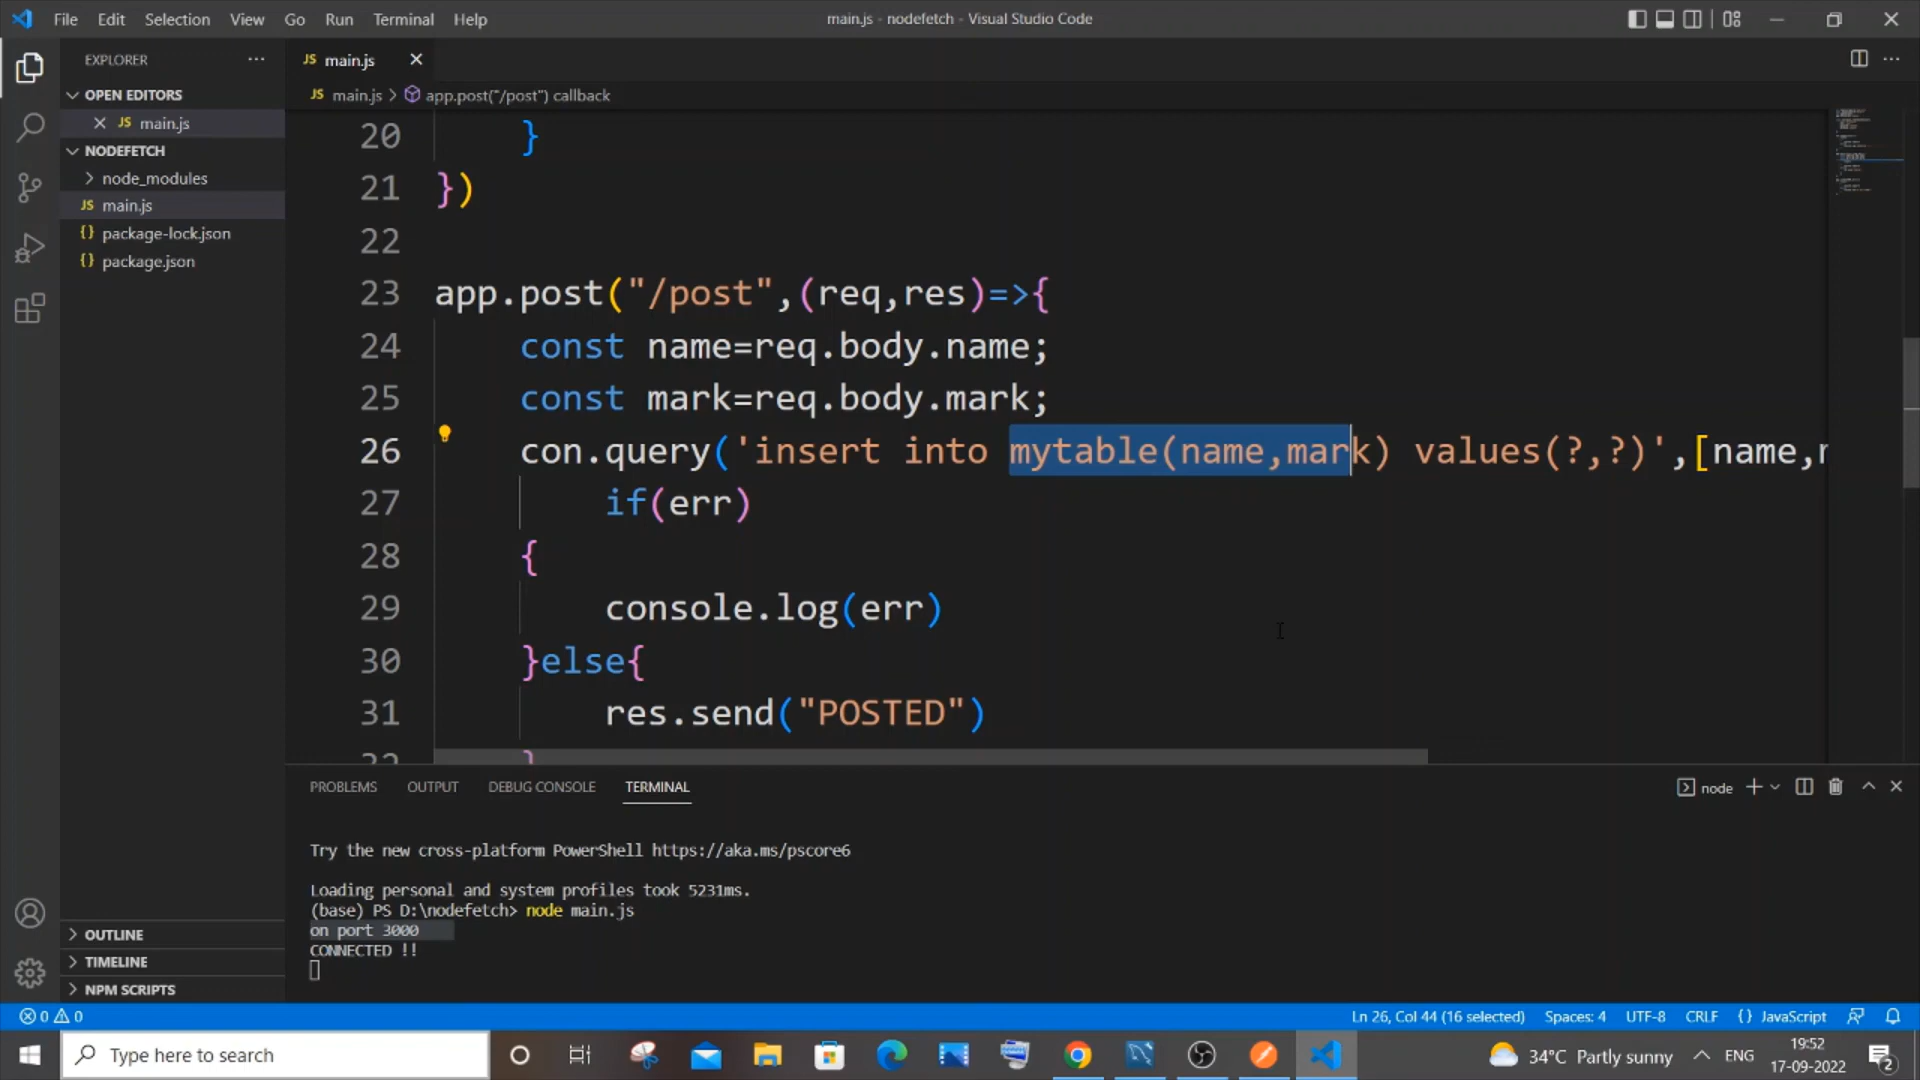 File Edit Selection View Go Run Terminal Help
main.js - nodefetch - Visual Studio Code
EXPLORER
JS main.js
OPEN EDITORS
JS main.js > app.post("/post") callback
JS main.js
NODEFETCH
node_modules
JS main.js
{} package-lock.json
{} package.json
20 }
21 })
22
23 app.post("/post",(req,res)=>{
24 const name=req.body.name;
25 const mark=req.body.mark;
26 con.query('insert into mytable(name,mark) values(?,?)',[name,
27 if(err)
28 {
29 console.log(err)
30 }else{
31 res.send("POSTED")
32 }
PROBLEMS OUTPUT DEBUG CONSOLE TERMINAL
node
Try the new cross-platform PowerShell https://aka.ms/pscore6
Loading personal and system profiles took 5231ms.
(base) PS D:\nodefetch> node main.js
on port 3000
CONNECTED !!
OUTLINE
TIMELINE
NPM SCRIPTS
0 0
Ln 26, Col 44 (16 selected) Spaces: 4 UTF-8 CRLF {} JavaScript
Type here to search
34°C Partly sunny
ENG
19:52
17-09-2022
2